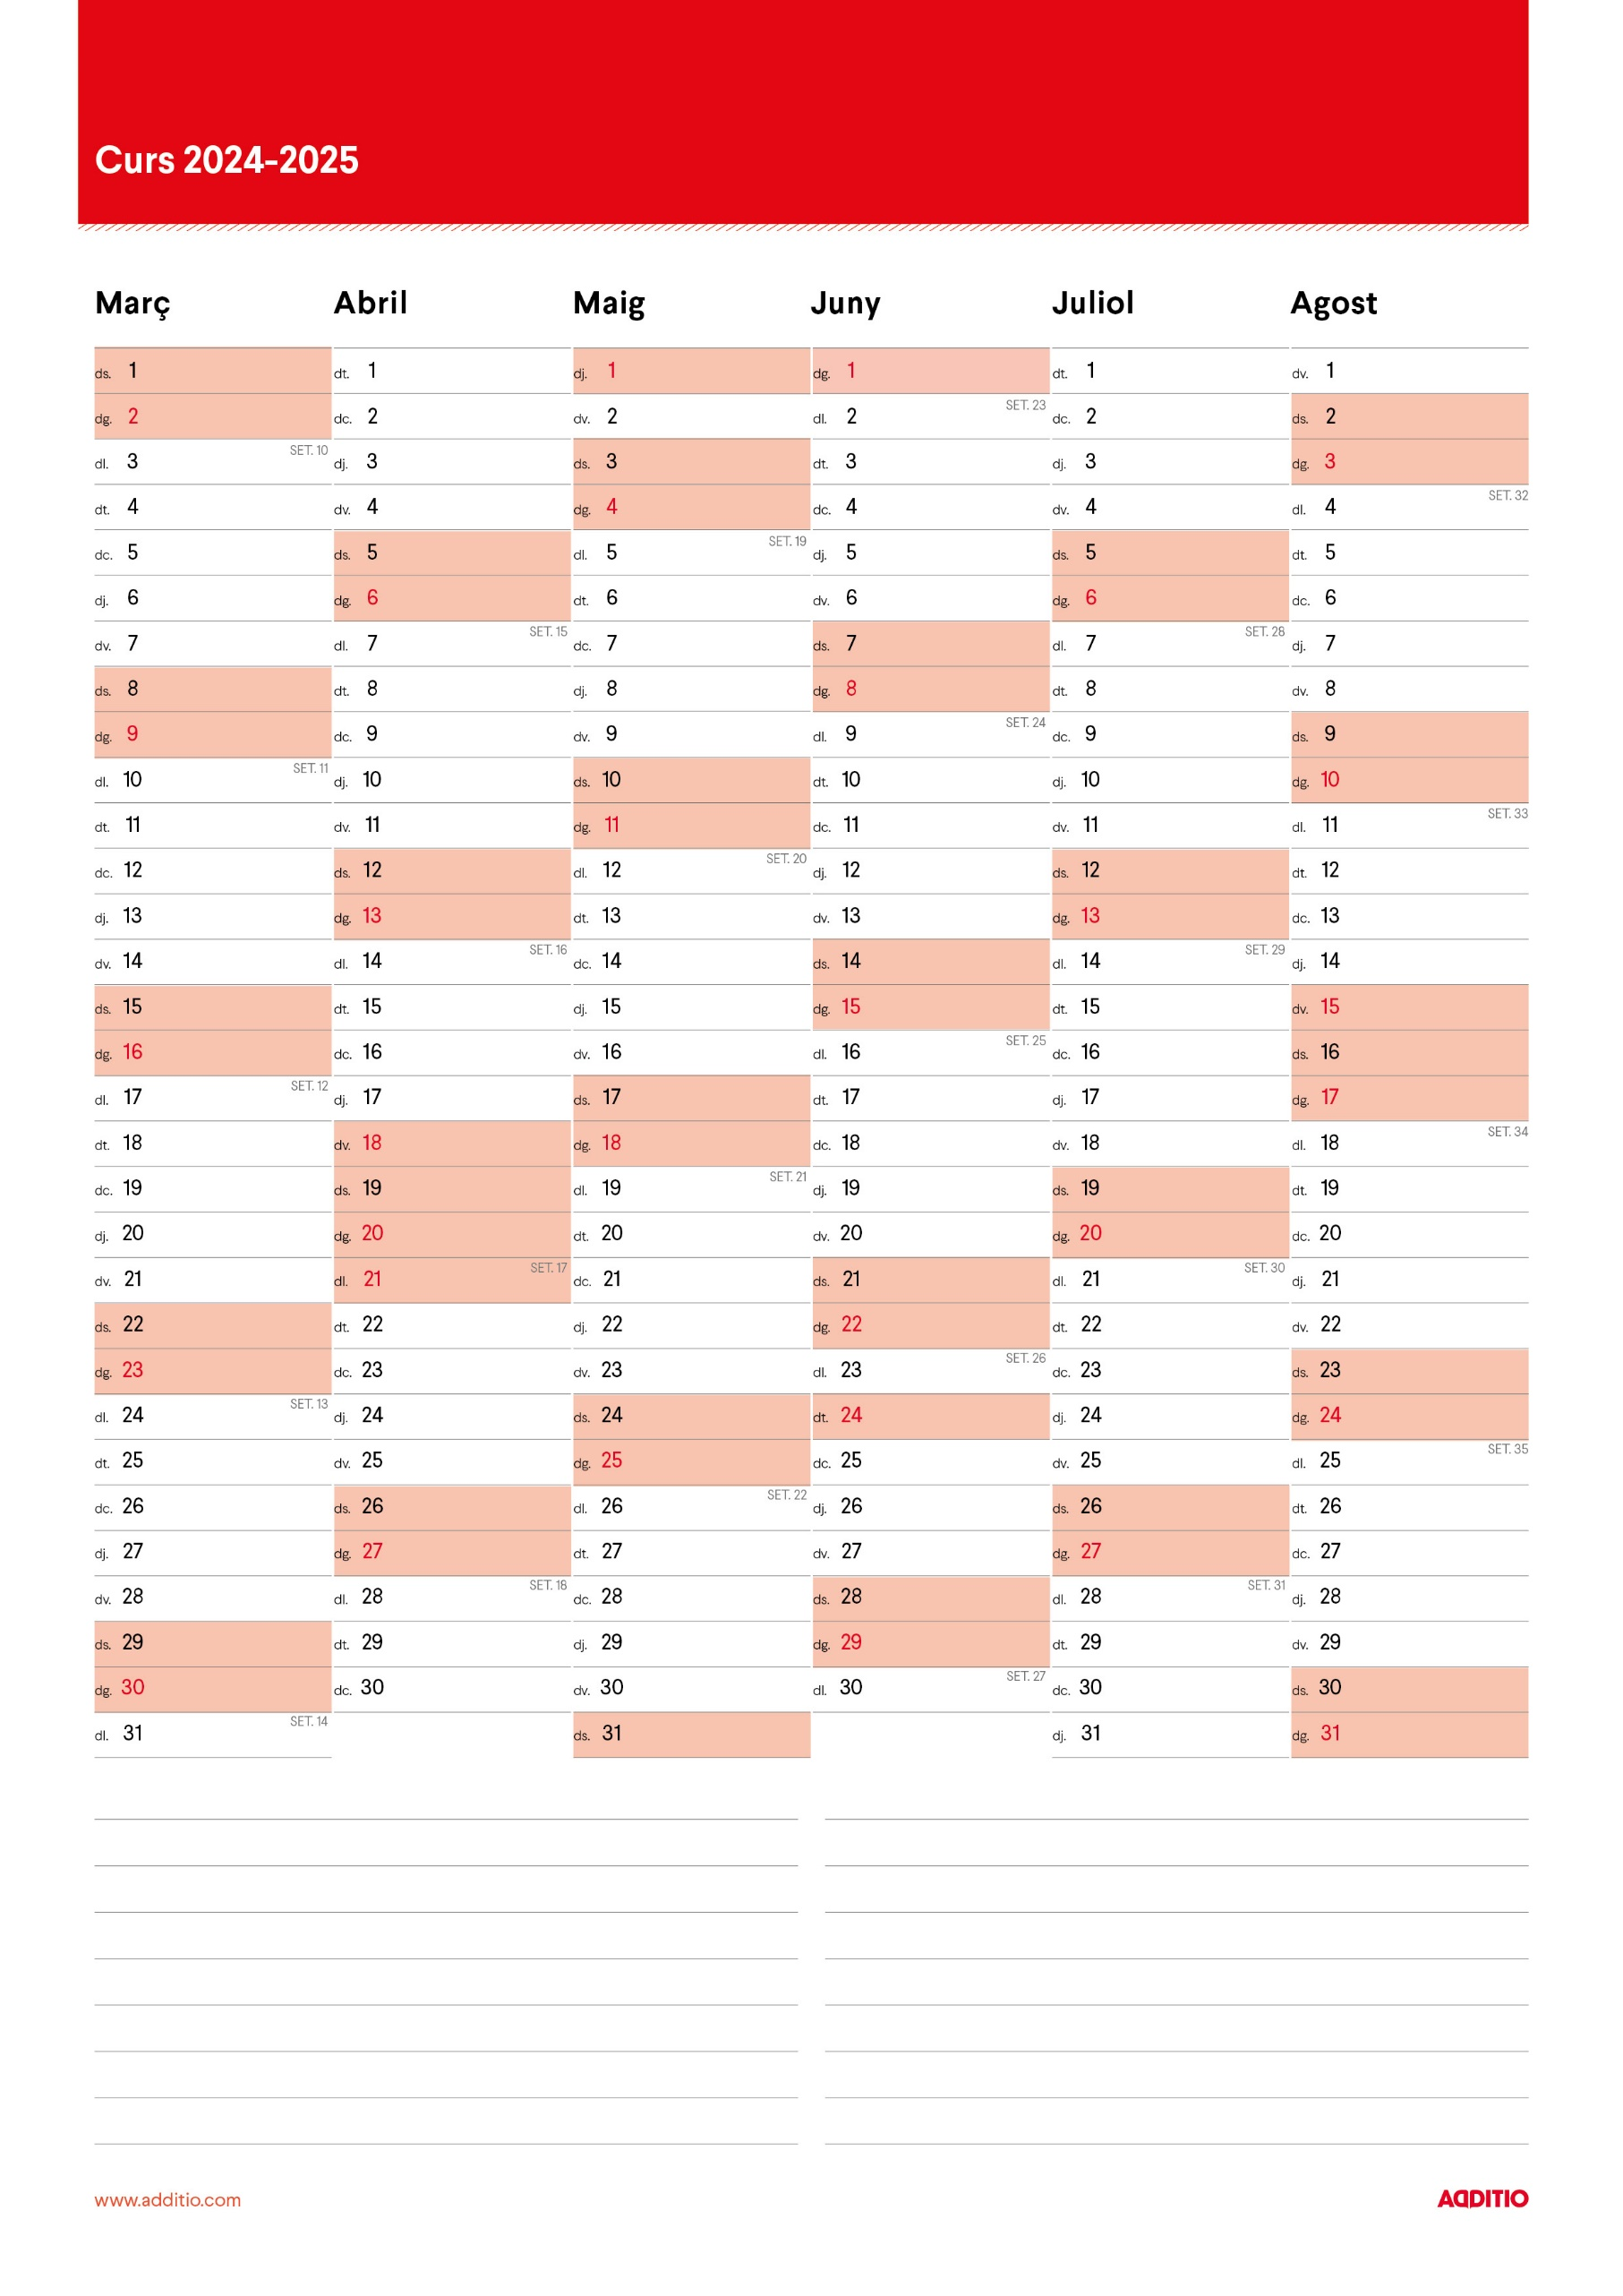 Curs 2024-2025
Març
ds. 1
dg. 2
dl. 3 SET. 10
dt. 4
dc. 5
dj. 6
dv. 7
ds. 8
dg. 9
dl. 10 SET. 11
dt. 11
dc. 12
dj. 13
dv. 14
ds. 15
dg. 16
dl. 17 SET. 12
dt. 18
dc. 19
dj. 20
dv. 21
ds. 22
dg. 23
dl. 24 SET. 13
dt. 25
dc. 26
dj. 27
dv. 28
ds. 29
dg. 30
dl. 31 SET. 14
Abril
dt. 1
dc. 2
dj. 3
dv. 4
ds. 5
dg. 6
dl. 7 SET. 15
dt. 8
dc. 9
dj. 10
dv. 11
ds. 12
dg. 13
dl. 14 SET. 16
dt. 15
dc. 16
dj. 17
dv. 18
ds. 19
dg. 20
dl. 21 SET. 17
dt. 22
dc. 23
dj. 24
dv. 25
ds. 26
dg. 27
dl. 28 SET. 18
dt. 29
dc. 30
Maig
dj. 1
dv. 2
ds. 3
dg. 4
dl. 5 SET. 19
dt. 6
dc. 7
dj. 8
dv. 9
ds. 10
dg. 11
dl. 12 SET. 20
dt. 13
dc. 14
dj. 15
dv. 16
ds. 17
dg. 18
dl. 19 SET. 21
dt. 20
dc. 21
dj. 22
dv. 23
ds. 24
dg. 25
dl. 26 SET. 22
dt. 27
dc. 28
dj. 29
dv. 30
ds. 31
Juny
dg. 1
dl. 2 SET. 23
dt. 3
dc. 4
dj. 5
dv. 6
ds. 7
dg. 8
dl. 9 SET. 24
dt. 10
dc. 11
dj. 12
dv. 13
ds. 14
dg. 15
dl. 16 SET. 25
dt. 17
dc. 18
dj. 19
dv. 20
ds. 21
dg. 22
dl. 23 SET. 26
dt. 24
dc. 25
dj. 26
dv. 27
ds. 28
dg. 29
dl. 30 SET. 27
Juliol
dt. 1
dc. 2
dj. 3
dv. 4
ds. 5
dg. 6
dl. 7 SET. 28
dt. 8
dc. 9
dj. 10
dv. 11
ds. 12
dg. 13
dl. 14 SET. 29
dt. 15
dc. 16
dj. 17
dv. 18
ds. 19
dg. 20
dl. 21 SET. 30
dt. 22
dc. 23
dj. 24
dv. 25
ds. 26
dg. 27
dl. 28 SET. 31
dt. 29
dc. 30
dj. 31
Agost
dv. 1
ds. 2
dg. 3
dl. 4 SET. 32
dt. 5
dc. 6
dj. 7
dv. 8
ds. 9
dg. 10
dl. 11 SET. 33
dt. 12
dc. 13
dj. 14
dv. 15
ds. 16
dg. 17
dl. 18 SET. 34
dt. 19
dc. 20
dj. 21
dv. 22
ds. 23
dg. 24
dl. 25 SET. 35
dt. 26
dc. 27
dj. 28
dv. 29
ds. 30
dg. 31
www.additio.com
ADDITIO